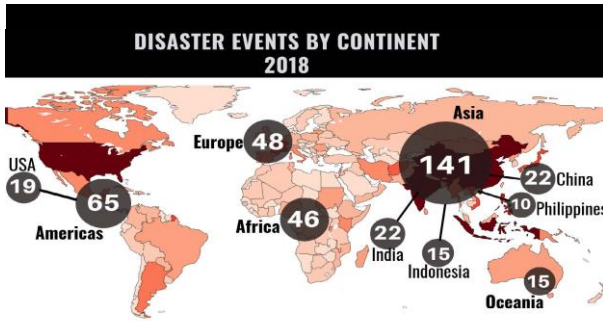 DISASTER EVENTS BY CONTINENT
2018
Asia
Europe 48
141
USA
19
65
22 China
10 Philippines
Americas
Africa 46
22
India
15
Indonesia
15
Oceania